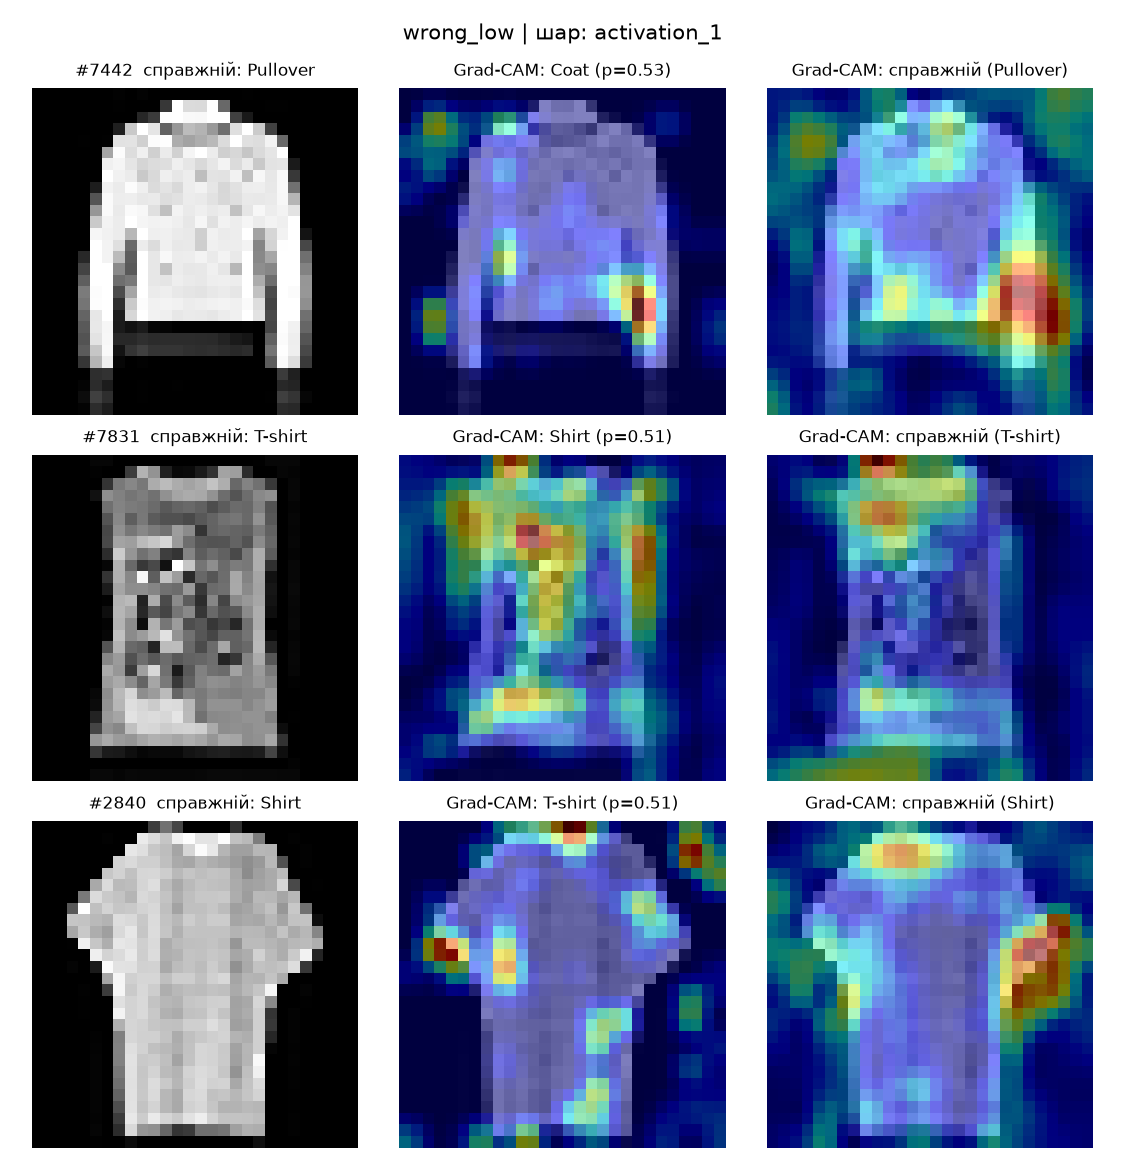 wrong_low | шар: activation_1
#7442  справжній: Pullover
Grad-CAM: Coat (p=0.53)
Grad-CAM: справжній (Pullover)
#7831  справжній: T-shirt
Grad-CAM: Shirt (p=0.51)
Grad-CAM: справжній (T-shirt)
#2840  справжній: Shirt
Grad-CAM: T-shirt (p=0.51)
Grad-CAM: справжній (Shirt)